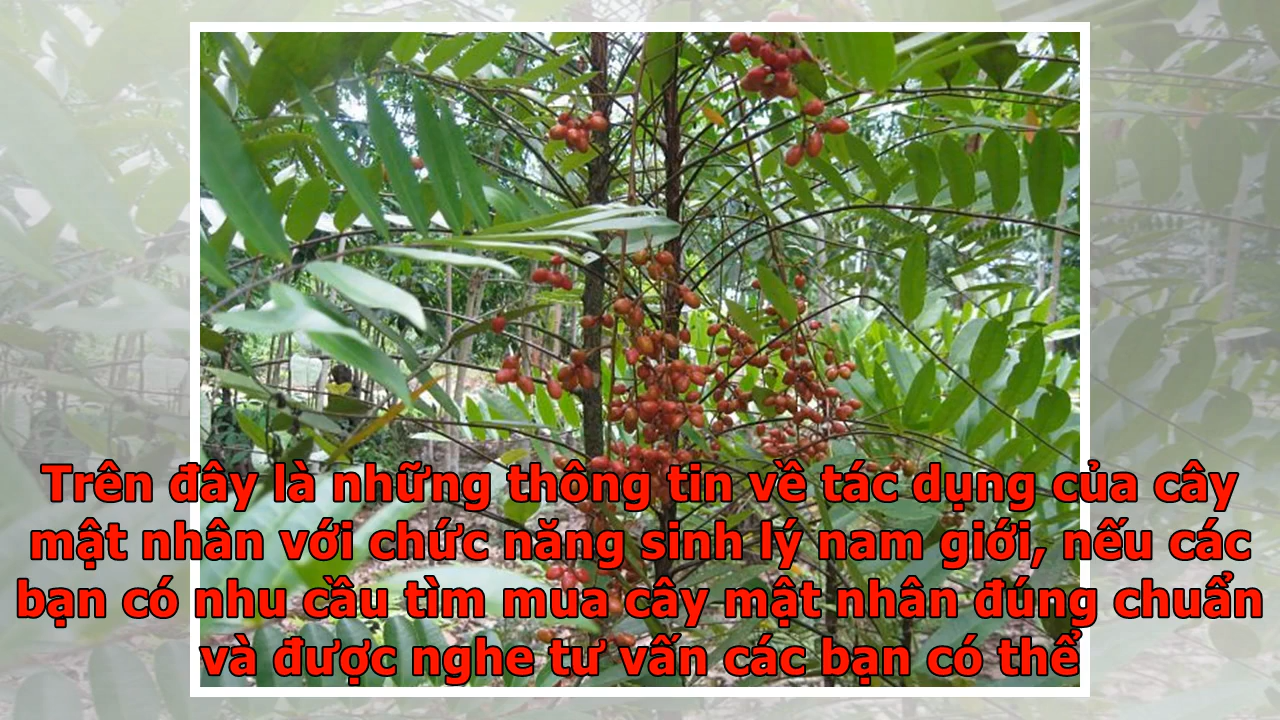 Trên đây là những thông tin về tác dụng của cây
mật nhân với chức năng sinh lý nam giới, nếu các
bạn có nhu cầu tìm mua cây mật nhân đúng chuẩn
và được nghe tư vấn các bạn có thể